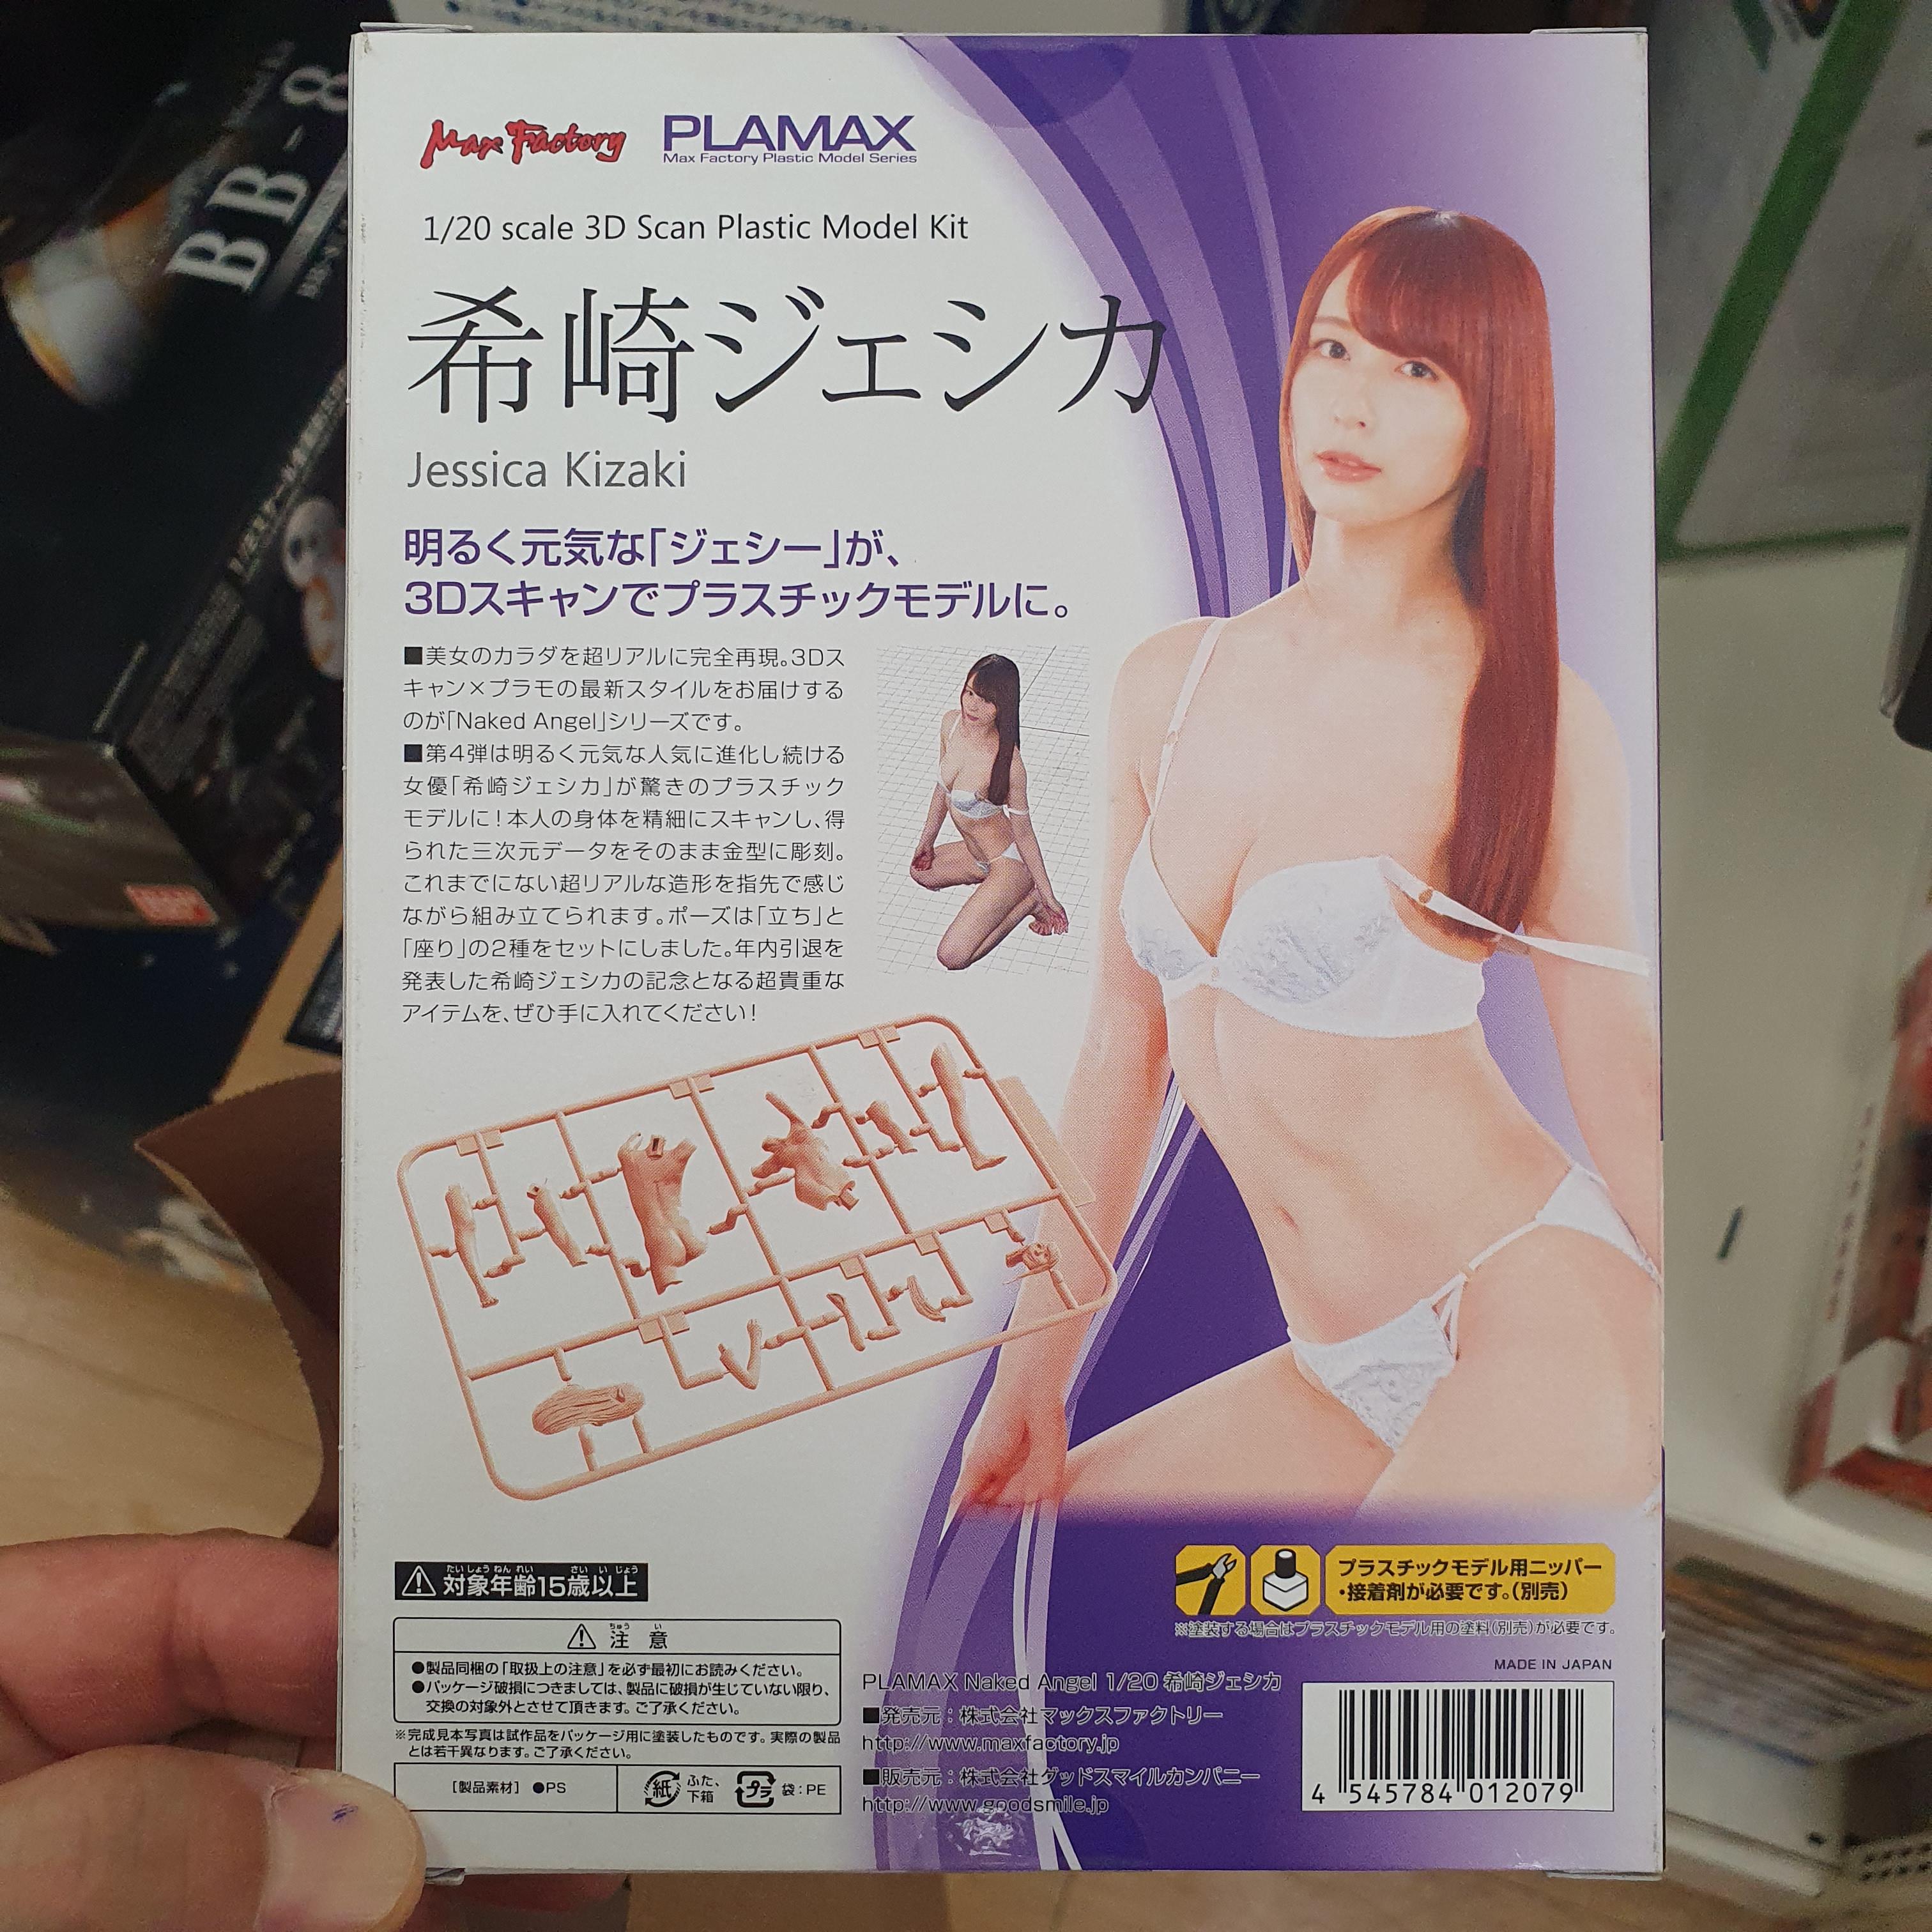 BB-8
Max Factory
PLAMAX
Max Factory Plastic Model Series
1/20 scale 3D Scan Plastic Model Kit
希崎ジェシカ
Jessica Kizaki
明るく元気な「ジェシー」が、
3Dスキャンでプラスチックモデルに。
■美女のカラダを超リアルに完全再現。3Dス
キャン×プラモの最新スタイルをお届けする
のが「Naked Angel」シリーズです。
■第4弾は明るく元気な人気に進化し続ける
女優「希崎ジェシカ」が驚きのプラスチック
モデルに！本人の身体を精細にスキャンし、得
られた三次元データをそのまま金型に彫刻。
これまでにない超リアルな造形を指先で感じ
ながら組み立てられます。ポーズは「立ち」と
「座り」の2種をセットにしました。年内引退を
発表した希崎ジェシカの記念となる超貴重な
アイテムを、ぜひ手に入れてください！
たいしょうねんれい さいいじょう
対象年齢15歳以上
ちゅう い
注意
●製品同梱の「取扱上の注意」を必ず最初にお読みください。
●パッケージ破損につきましては、製品に破損が生じていない限り、
交換の対象外とさせて頂きます。ご了承ください。
※完成見本写真は試作品をパッケージ用に塗装したものです。実際の製品
とは若干異なります。ご了承ください。
［製品素材］ ●PS
紙 ふた、
下箱
プラ 袋：PE
プラスチックモデル用ニッパー
・接着剤が必要です。（別売）
※塗装する場合はプラスチックモデル用の塗料（別売）が必要です。
MADE IN JAPAN
PLAMAX Naked Angel 1/20 希崎ジェシカ
■発売元：株式会社マックスファクトリー
http://www.maxfactory.jp
■販売元：株式会社グッドスマイルカンパニー
http://www.goodsmile.jp
4 545784 012079